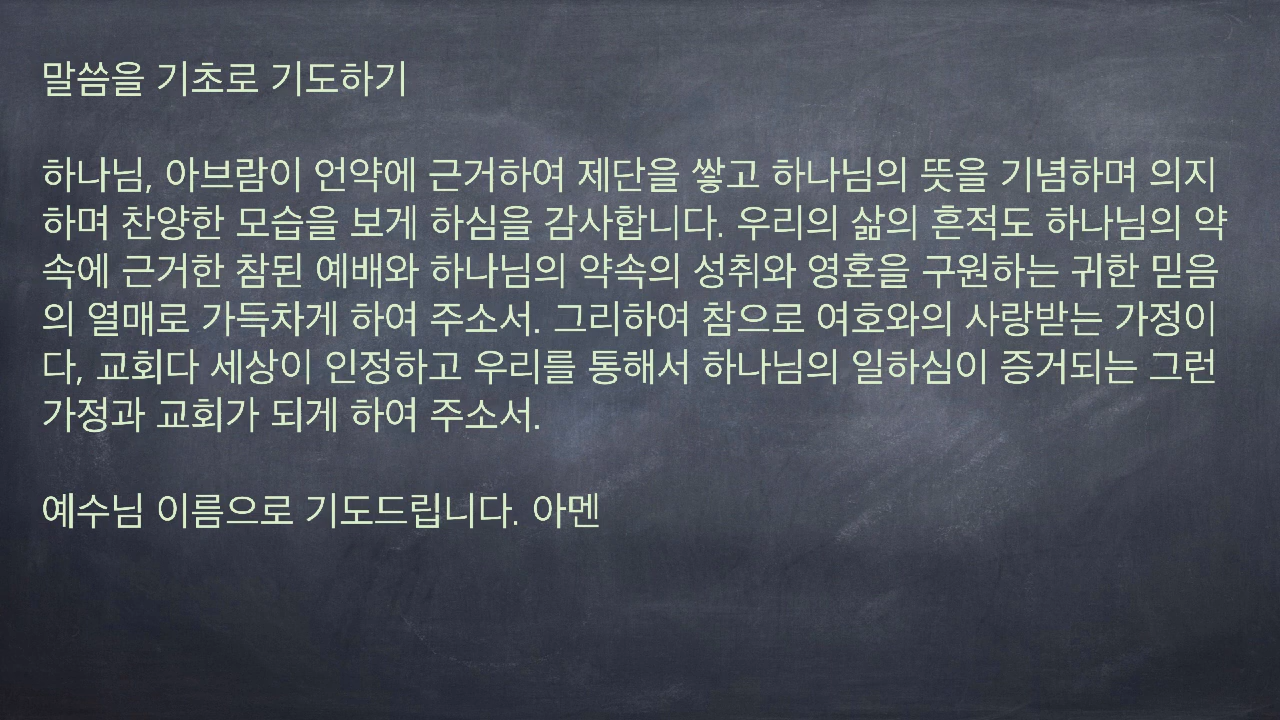 말씀을 기초로 기도하기
하나님, 아브람이 언약에 근거하여 제단을 쌓고 하나님의 뜻을 기념하며 의지
하며 찬양한 모습을 보게 하심을 감사합니다. 우리의 삶의 흔적도 하나님의 약
속에 근거한 참된 예배와 하나님의 약속의 성취와 영혼을 구원하는 귀한 믿음
의 열매로 가득차게 하여 주소서. 그리하여 참으로 여호와의 사랑받는 가정이
다, 교회다 세상이 인정하고 우리를 통해서 하나님의 일하심이 증거되는 그런
가정과 교회가 되게 하여 주소서.
예수님 이름으로 기도드립니다. 아멘